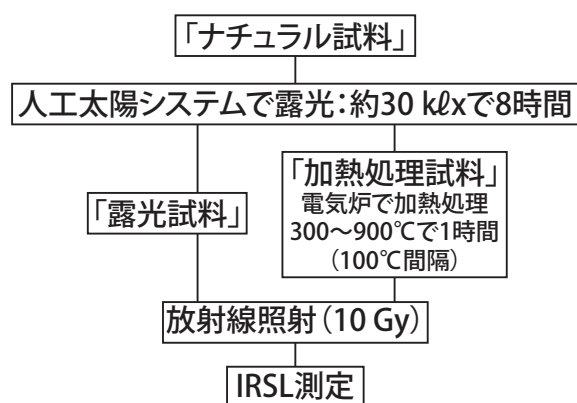 「ナチュラル試料」
人工太陽システムで露光：約30 kℓxで8時間
「露光試料」
「加熱処理試料」
電気炉で加熱処理
300～900℃で1時間
（100℃間隔）
放射線照射（10 Gy）
IRSL測定